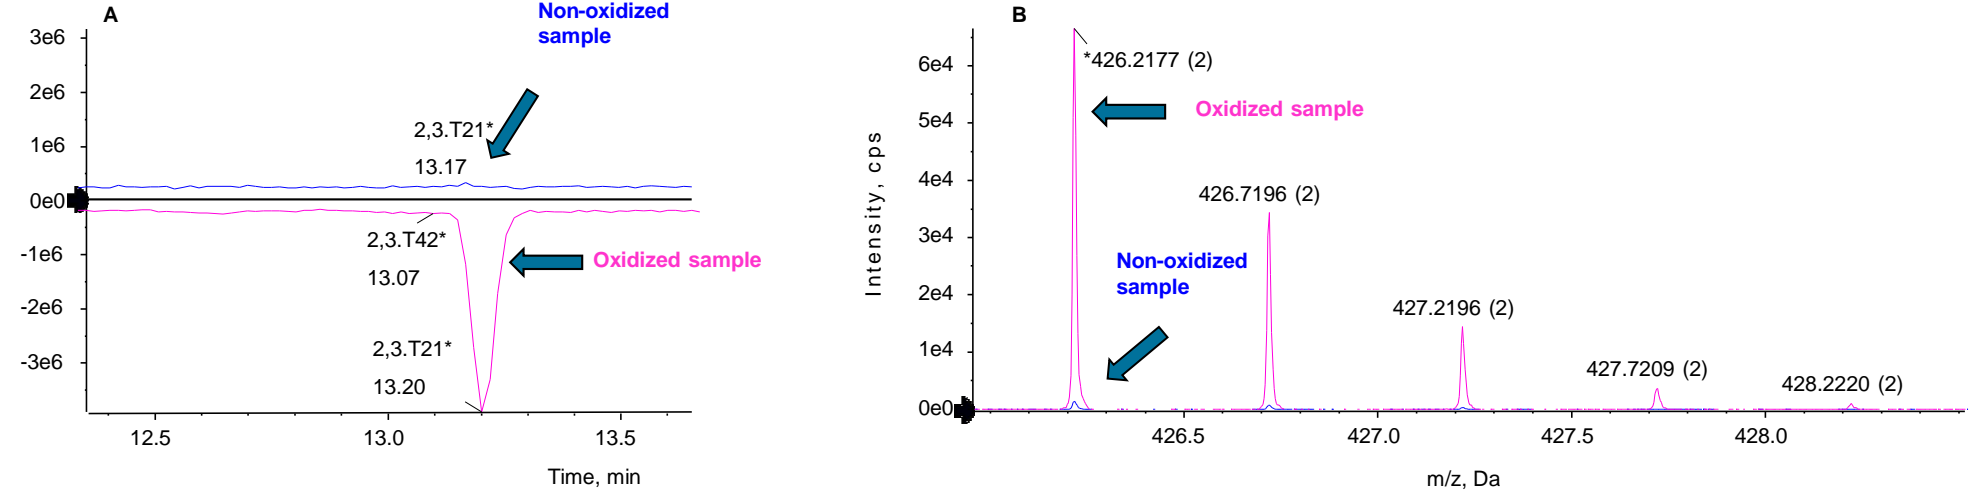 A
Non-oxidized
sample
3e6
2e6
1e6
0e0
-1e6
-2e6
-3e6
2,3.T21*
13.17
2,3.T42*
13.07
Oxidized sample
2,3.T21*
13.20
12.5
13.0
13.5
Time, min
B
Intensity, cps
6e4
5e4
4e4
3e4
2e4
1e4
0e0
*426.2177 (2)
Oxidized sample
426.7196 (2)
Non-oxidized
sample
427.2196 (2)
427.7209 (2)
428.2220 (2)
426.5
427.0
427.5
428.0
m/z, Da